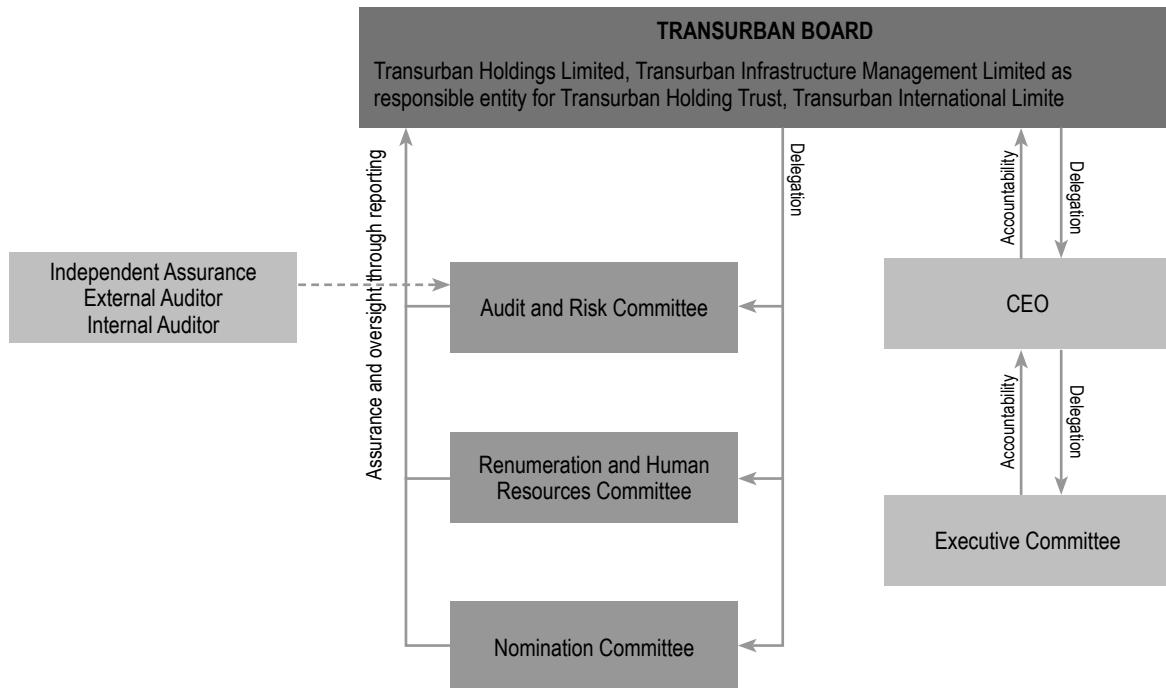 TRANSURBAN BOARD
Transurban Holdings Limited, Transurban Infrastructure Management Limited as
responsible entity for Transurban Holding Trust, Transurban International Limite
Assurance and oversight through reporting
Delegation
Accountability
Delegation
Independent Assurance
External Auditor
Internal Auditor
Audit and Risk Committee
CEO
Accountability
Delegation
Renumeration and Human
Resources Committee
Executive Committee
Nomination Committee